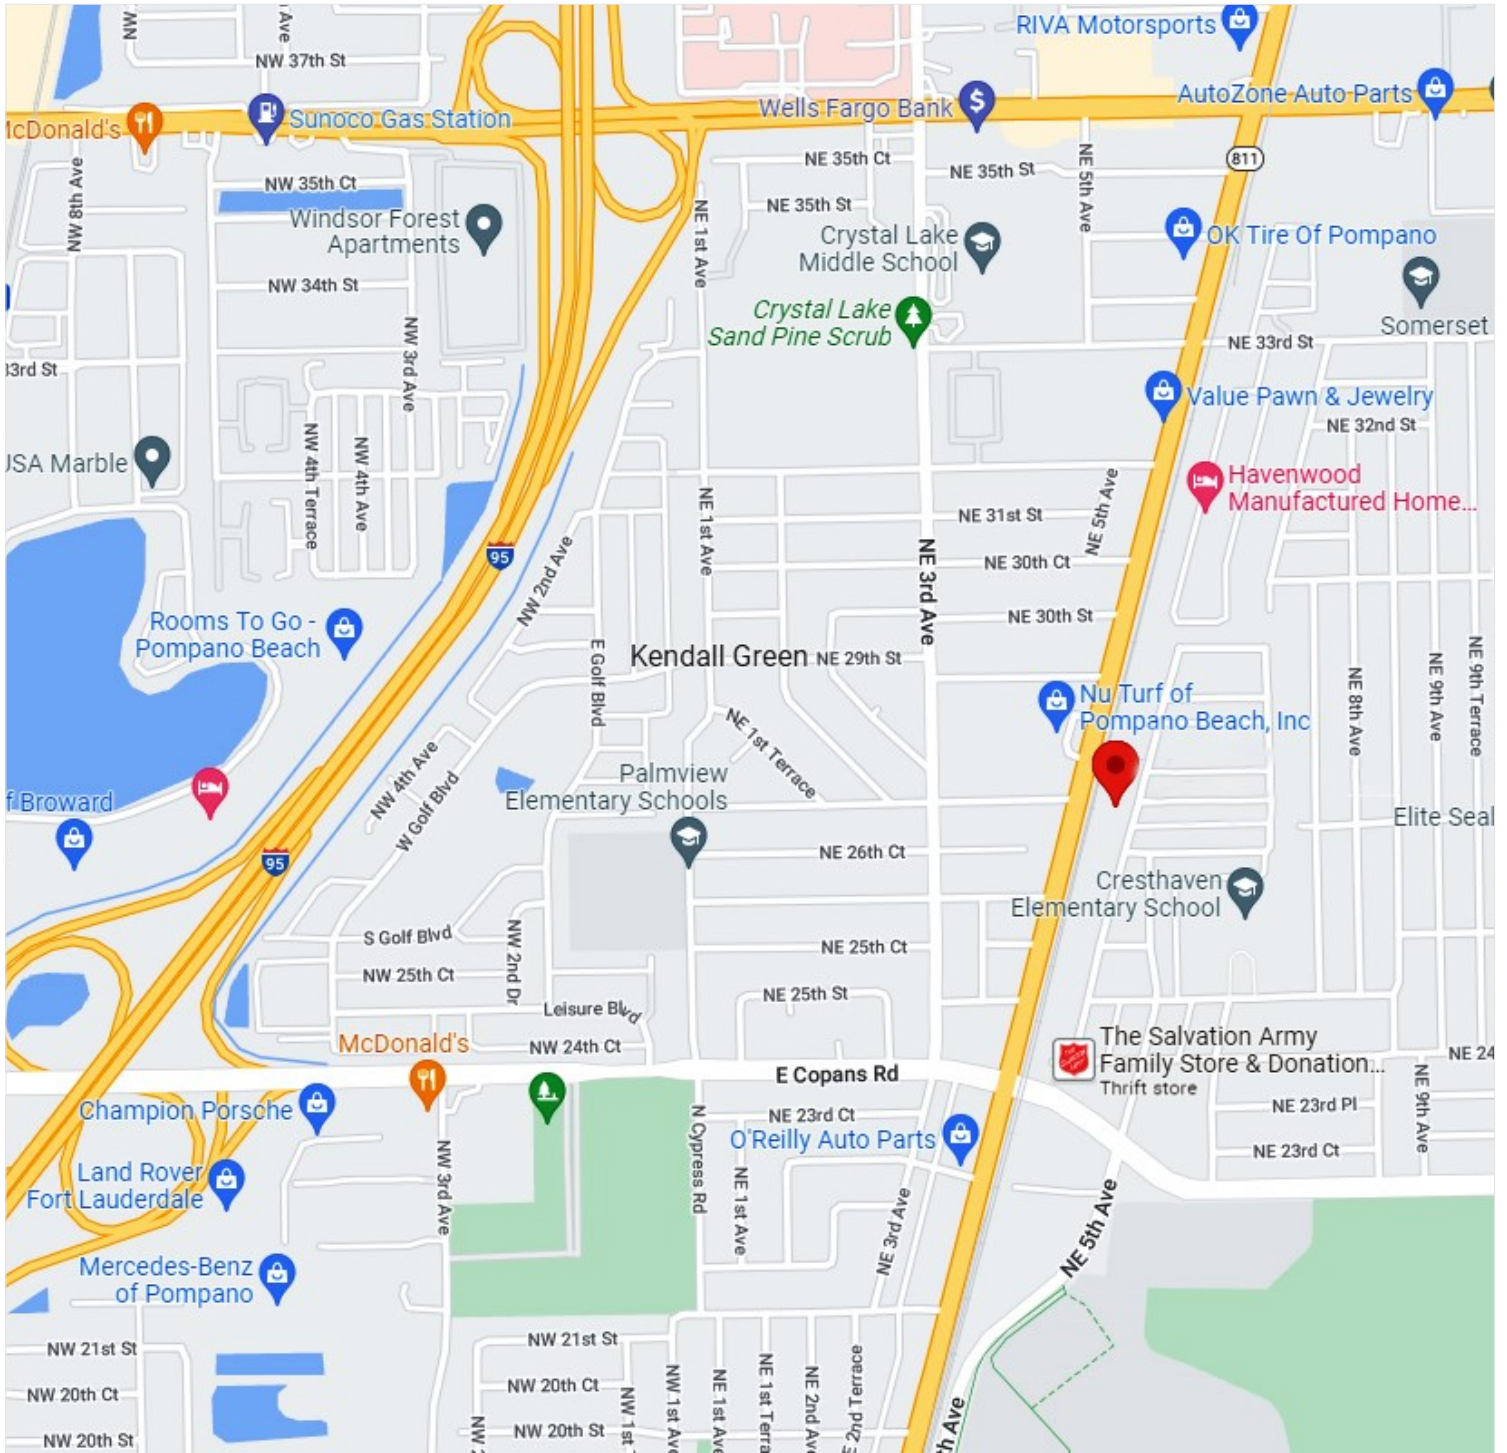 NW
Ave
NW 37th St
RIVA Motorsports
McDonald's
Sunoco Gas Station
Wells Fargo Bank
AutoZone Auto Parts
NE 35th Ct
811
NW 8th Ave
NW 35th Ct
NE 35th St
NE 5th Ave
Windsor Forest
Apartments
NE 1st Ave
NE 35th St
Crystal Lake
Middle School
OK Tire Of Pompano
NW 34th St
Crystal Lake
Sand Pine Scrub
Somerset
NW 3rd Ave
NE 33rd St
33rd St
Value Pawn & Jewelry
NE 32nd St
USA Marble
NW 4th Terrace
NW 4th Ave
Havenwood
Manufactured Home...
NE 1st Ave
NE 31st St
NE 5th Ave
95
NW 2nd Ave
NE 3rd Ave
NE 30th Ct
Rooms To Go -
Pompano Beach
NE 30th St
E Golf Blvd
Kendall Green
NE 29th St
NE 8th Ave
NE 9th Ave
NE 9th Terrace
Nu Turf of
Pompano Beach, Inc
NE 1st Terrace
NW 4th Ave
W Golf Blvd
Palmview
Elementary Schools
f Broward
Elite Seal
95
NE 26th Ct
Cresthaven
Elementary School
S Golf Blvd
NW 2nd Dr
NE 25th Ct
NW 25th Ct
NE 25th St
Leisure Blvd
McDonald's
NW 24th Ct
The Salvation Army
Family Store & Donation...
Thrift store
NE 24
E Copans Rd
Champion Porsche
N Cypress Rd
NE 23rd Ct
NE 23rd Pl
NE 9th Ave
O'Reilly Auto Parts
NE 23rd Ct
Land Rover
Fort Lauderdale
NW 3rd Ave
NE 1st Ave
NE 3rd Ave
NE 5th Ave
Mercedes-Benz
of Pompano
NW 21st St
NW 21st St
NW 20th Ct
NW 20th Ct
NW 20th St
NW 20th St
NW 2
NW 1st T
NW 1st Av
NE 1st Ave
NE 1st Terra
NE 2nd Av
E 2nd Terrace
th Ave